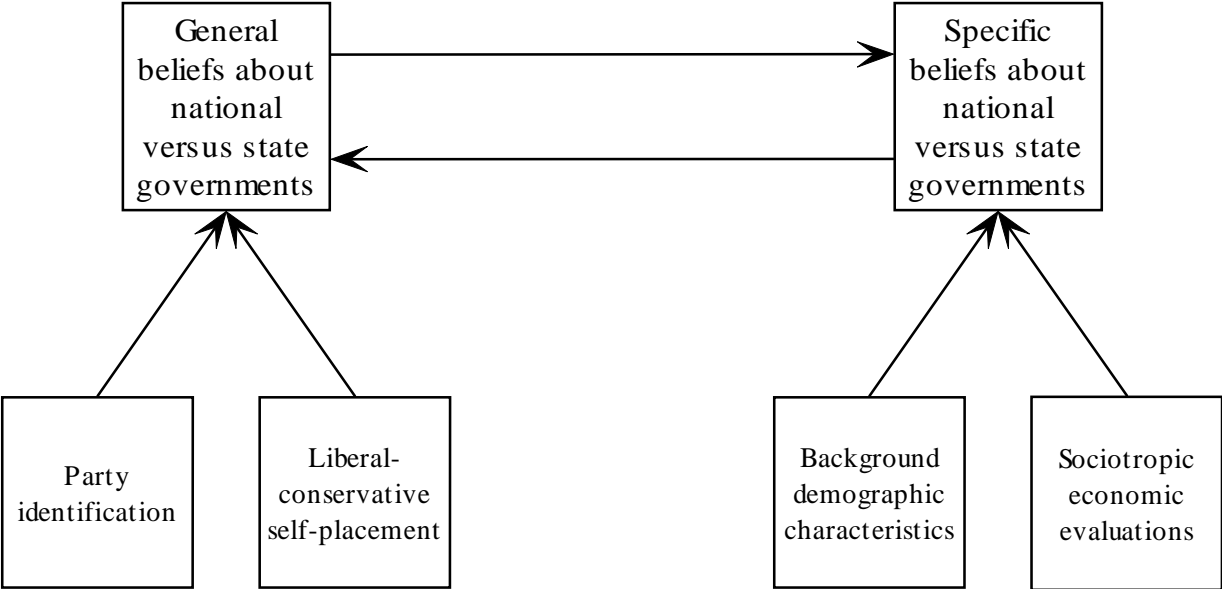 General
beliefs about
national
versus state
governments
Specific
beliefs about
national
versus state
governments
Party
identification
Liberal-
conservative
self-placement
Background
demographic
characteristics
Sociotropic
economic
evaluations